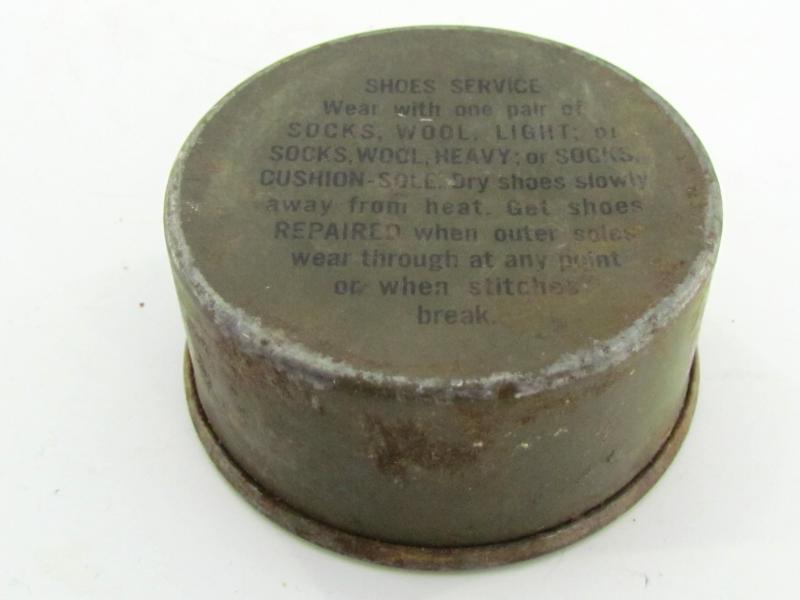 SHOES SERVICE
Wear with one pair of
SOCKS, WOOL, LIGHT; or
SOCKS, WOOL, HEAVY; or SOCKS,
CUSHION-SOLE. Dry shoes slowly
away from heat. Get shoes
REPAIRED when outer soles
wear through at any point
or when stitches
break.